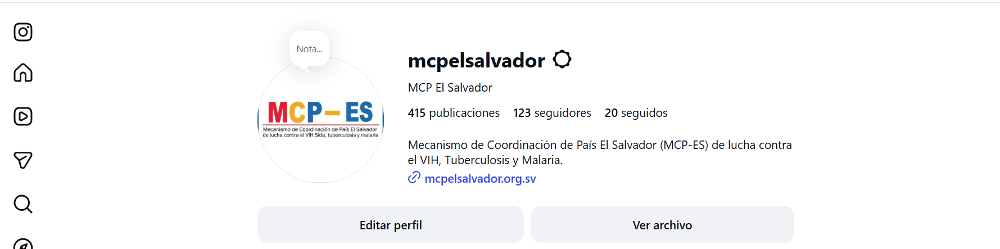 Nota...
MCP-ES
Mecanismo de Coordinación de País El Salvador
de lucha contra el VIH Sida, tuberculosis y malaria
mcpelsalvador
MCP El Salvador
415 publicaciones 123 seguidores 20 seguidos
Mecanismo de Coordinación de País El Salvador (MCP-ES) de lucha contra
el VIH, Tuberculosis y Malaria.
mcpelsalvador.org.sv
Editar perfil Ver archivo